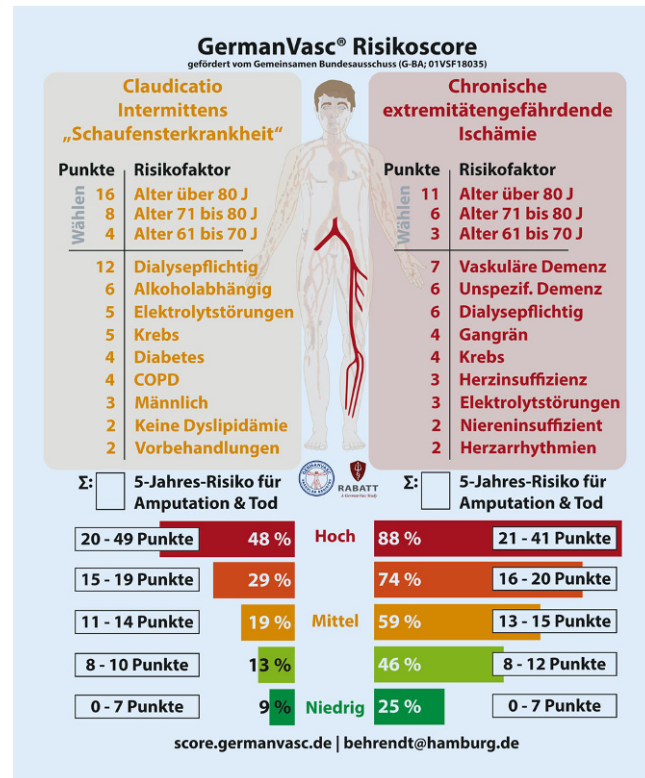 GermanVasc® Risikoscore
gefördert vom Gemeinsamen Bundesausschuss (G-BA; 01VSF18035)
Claudicatio
Intermittens
„Schaufensterkrankheit“
Punkte Risikofaktor
Wählen
16 Alter über 80 J
8 Alter 71 bis 80 J
4 Alter 61 bis 70 J
12 Dialysepflichtig
6 Alkoholabhängig
5 Elektrolytstörungen
5 Krebs
4 Diabetes
4 COPD
3 Männlich
2 Keine Dyslipidämie
2 Vorbehandlungen
Σ: 5-Jahres-Risiko für
Amputation & Tod
Chronische
extremitätengefährdende
Ischämie
Punkte Risikofaktor
Wählen
11 Alter über 80 J
6 Alter 71 bis 80 J
3 Alter 61 bis 70 J
7 Vaskuläre Demenz
6 Unspezif. Demenz
6 Dialysepflichtig
4 Gangrän
4 Krebs
3 Herzinsuffizienz
3 Elektrolytstörungen
2 Niereninsuffizient
2 Herzarrhythmien
Σ: 5-Jahres-Risiko für
Amputation & Tod
GERMANVASC
RABATT
20 - 49 Punkte 48 % Hoch 88 % 21 - 41 Punkte
15 - 19 Punkte 29 % 74 % 16 - 20 Punkte
11 - 14 Punkte 19 % Mittel 59 % 13 - 15 Punkte
8 - 10 Punkte 13 % 46 % 8 - 12 Punkte
0 - 7 Punkte 9 % Niedrig 25 % 0 - 7 Punkte
score.germanvasc.de | behrendt@hamburg.de